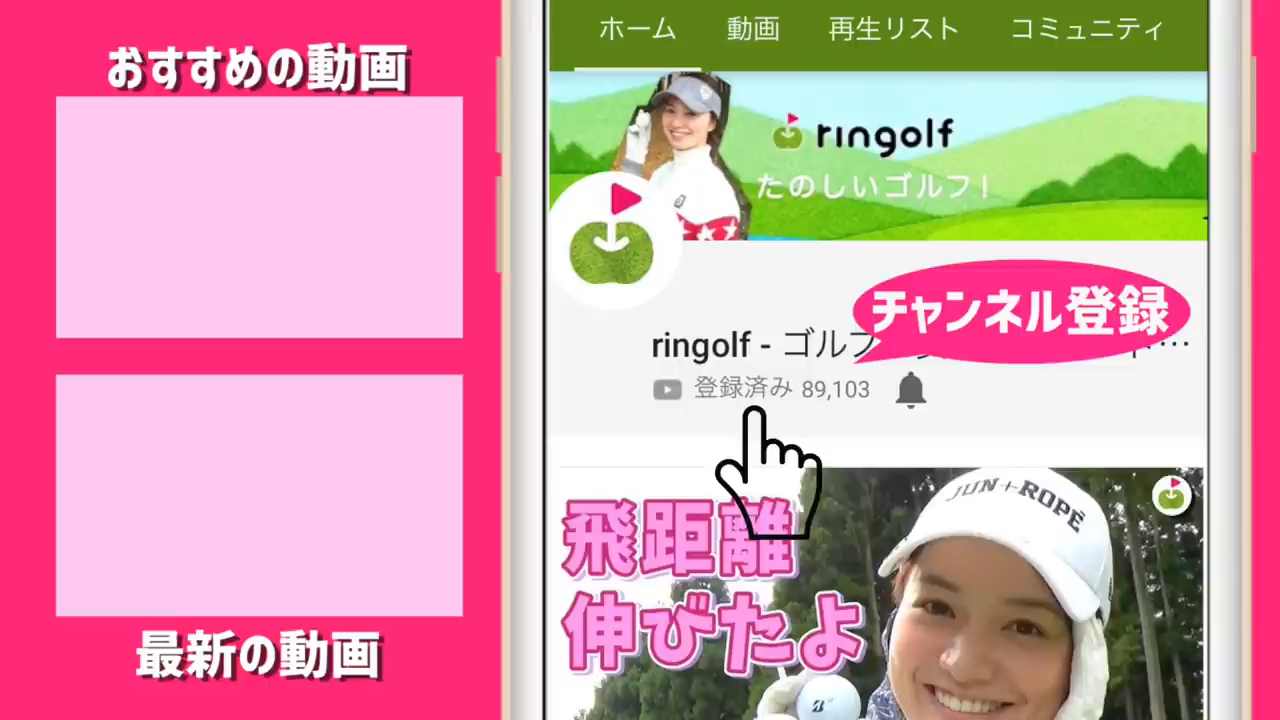 おすすめの動画
最新の動画
ホーム 動画 再生リスト コミュニティ
ringolf
たのしいゴルフ!
チャンネル登録
ringolf - ゴルフ
登録済み 89,103
JUN+ROPÉ
飛距離
伸びたよ
B